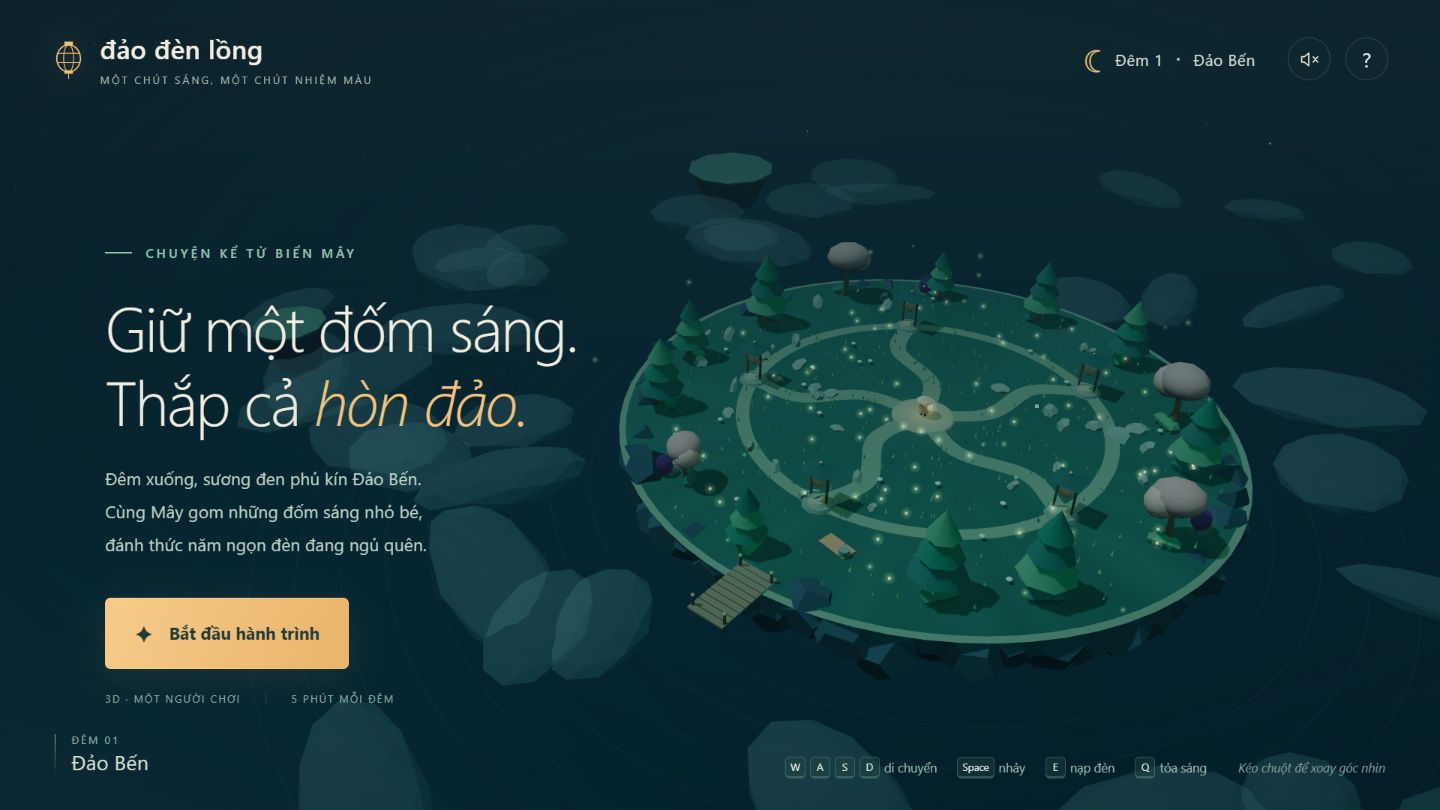 đảo đèn lồng
MỘT CHÚT SÁNG, MỘT CHÚT NHIỆM MÀU
Đêm 1 · Đảo Bến
?
CHUYỆN KỂ TỪ BIỂN MÂY
Giữ một đốm sáng.
Thắp cả hòn đảo.
Đêm xuống, sương đen phủ kín Đảo Bến.
Cùng Mây gom những đốm sáng nhỏ bé,
đánh thức năm ngọn đèn đang ngủ quên.
Bắt đầu hành trình
3D · MỘT NGƯỜI CHƠI
5 PHÚT MỖI ĐÊM
ĐÊM 01
Đảo Bến
W A S D di chuyển Space nhảy E nạp đèn Q tỏa sáng Kéo chuột để xoay góc nhìn